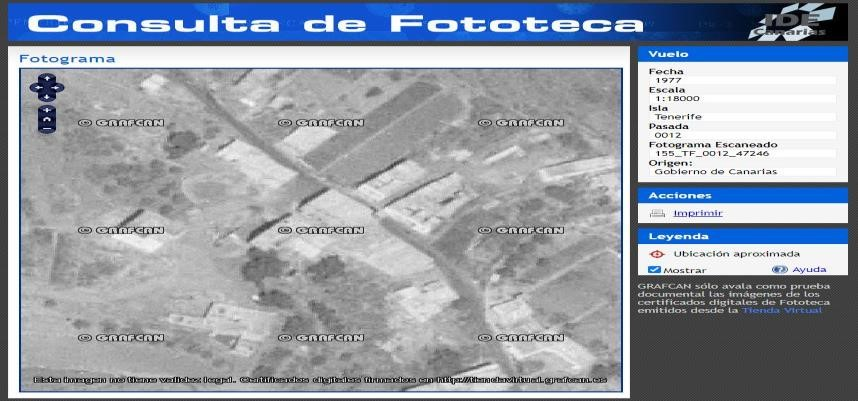 Consulta de Fototeca
IDE
Canarias
Fotograma
© GRAFCAN © GRAFCAN © GRAFCAN
© GRAFCAN © GRAFCAN © GRAFCAN
© GRAFCAN © GRAFCAN © GRAFCAN
Esta imagen no tiene validez legal. Certificados digitales firmados en http://tiendavirtual.grafcan.es
Vuelo
Fecha
1977
Escala
1:18000
Isla
Tenerife
Pasada
0012
Fotograma Escaneado
155_TF_0012_47246
Origen:
Gobierno de Canarias
Acciones
Imprimir
Leyenda
Ubicación aproximada
Mostrar Ayuda
GRAFCAN sólo avala como prueba
documental las imágenes de los
certificados digitales de Fototeca
emitidos desde la Tienda Virtual